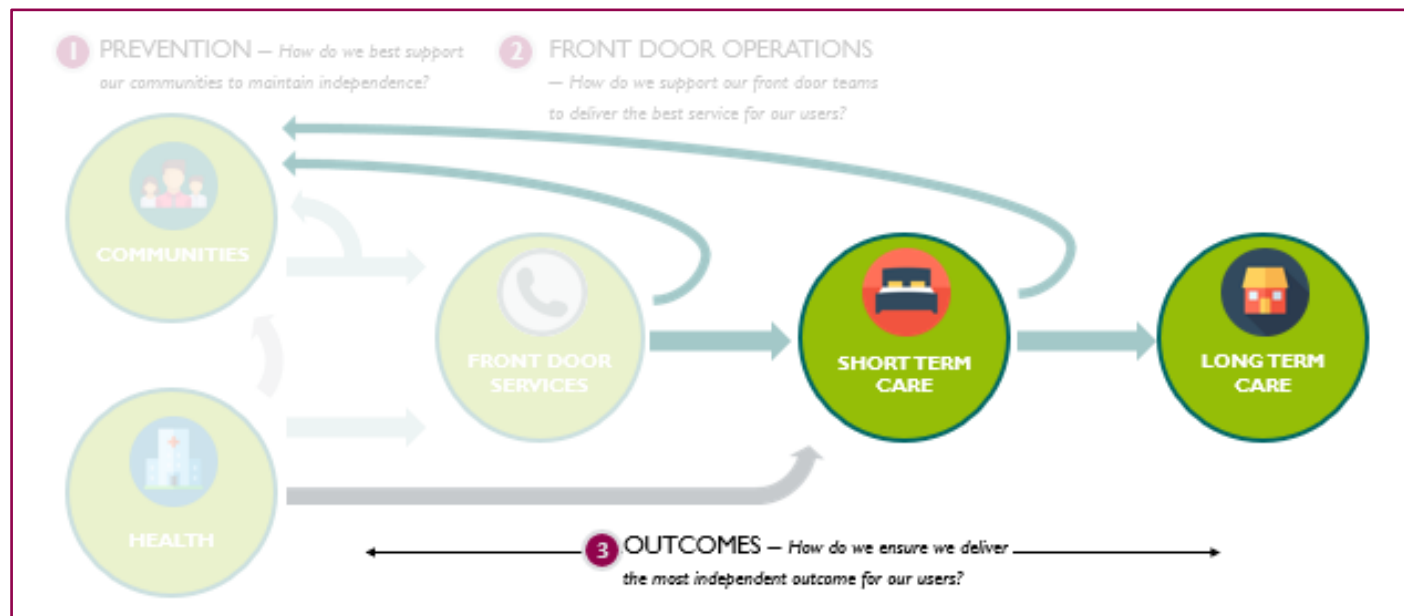 1 PREVENTION – How do we best support
our communities to maintain independence?
2 FRONT DOOR OPERATIONS
– How do we support our front door teams
to deliver the best service for our users?
COMMUNITIES
FRONT DOOR
SERVICES
SHORT TERM
CARE
LONG TERM
CARE
HEALTH
3 OUTCOMES – How do we ensure we deliver
the most independent outcome for our users?